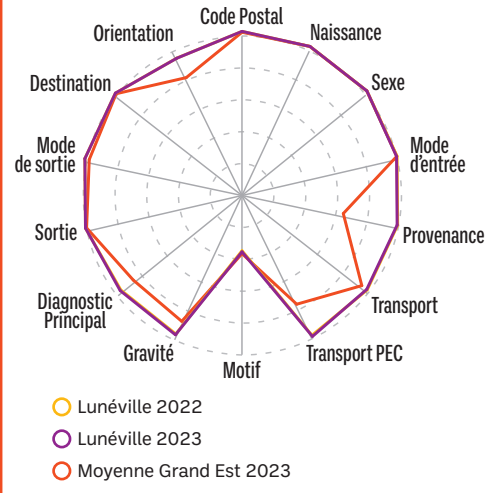 Code Postal
Naissance
Sexe
Mode
d'entrée
Provenance
Transport
Transport PEC
Motif
Gravité
Diagnostic
Principal
Sortie
Mode
de sortie
Destination
Orientation
Lunéville 2022
Lunéville 2023
Moyenne Grand Est 2023